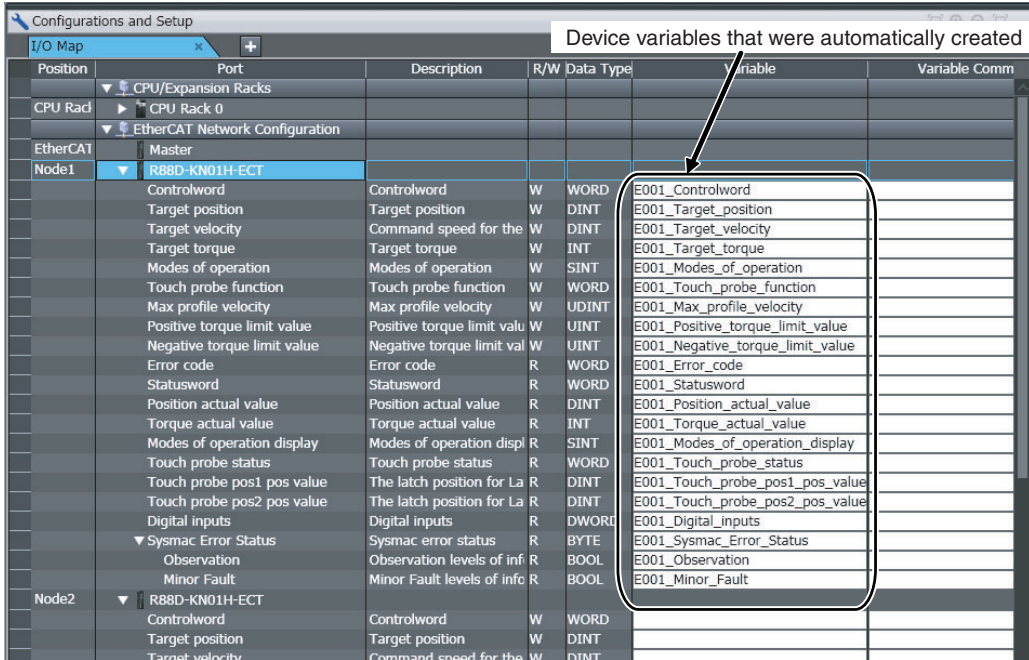 Configurations and Setup
I/O Map × +
Device variables that were automatically created
Position Port Description R/W Data Type Variable Variable Comm
CPU/Expansion Racks
CPU Rack CPU Rack 0
EtherCAT Network Configuration
EtherCAT Master
Node1 R88D-KN01H-ECT
Controlword Controlword W WORD E001_Controlword
Target position Target position W DINT E001_Target_position
Target velocity Command speed for the W DINT E001_Target_velocity
Target torque Target torque W INT E001_Target_torque
Modes of operation Modes of operation W SINT E001_Modes_of_operation
Touch probe function Touch probe function W WORD E001_Touch_probe_function
Max profile velocity Max profile velocity W UDINT E001_Max_profile_velocity
Positive torque limit value Positive torque limit valu W UINT E001_Positive_torque_limit_value
Negative torque limit value Negative torque limit val W UINT E001_Negative_torque_limit_value
Error code Error code R WORD E001_Error_code
Statusword Statusword R WORD E001_Statusword
Position actual value Position actual value R DINT E001_Position_actual_value
Torque actual value Torque actual value R INT E001_Torque_actual_value
Modes of operation display Modes of operation displ R SINT E001_Modes_of_operation_display
Touch probe status Touch probe status R WORD E001_Touch_probe_status
Touch probe pos1 pos value The latch position for La R DINT E001_Touch_probe_pos1_pos_value
Touch probe pos2 pos value The latch position for La R DINT E001_Touch_probe_pos2_pos_value
Digital inputs Digital inputs R DWORD E001_Digital_inputs
Sysmac Error Status Sysmac error status R BYTE E001_Sysmac_Error_Status
Observation Observation levels of inf R BOOL E001_Observation
Minor Fault Minor Fault levels of info R BOOL E001_Minor_Fault
Node2 R88D-KN01H-ECT
Controlword Controlword W WORD
Target position Target position W DINT
Target velocity Command speed for the W DINT